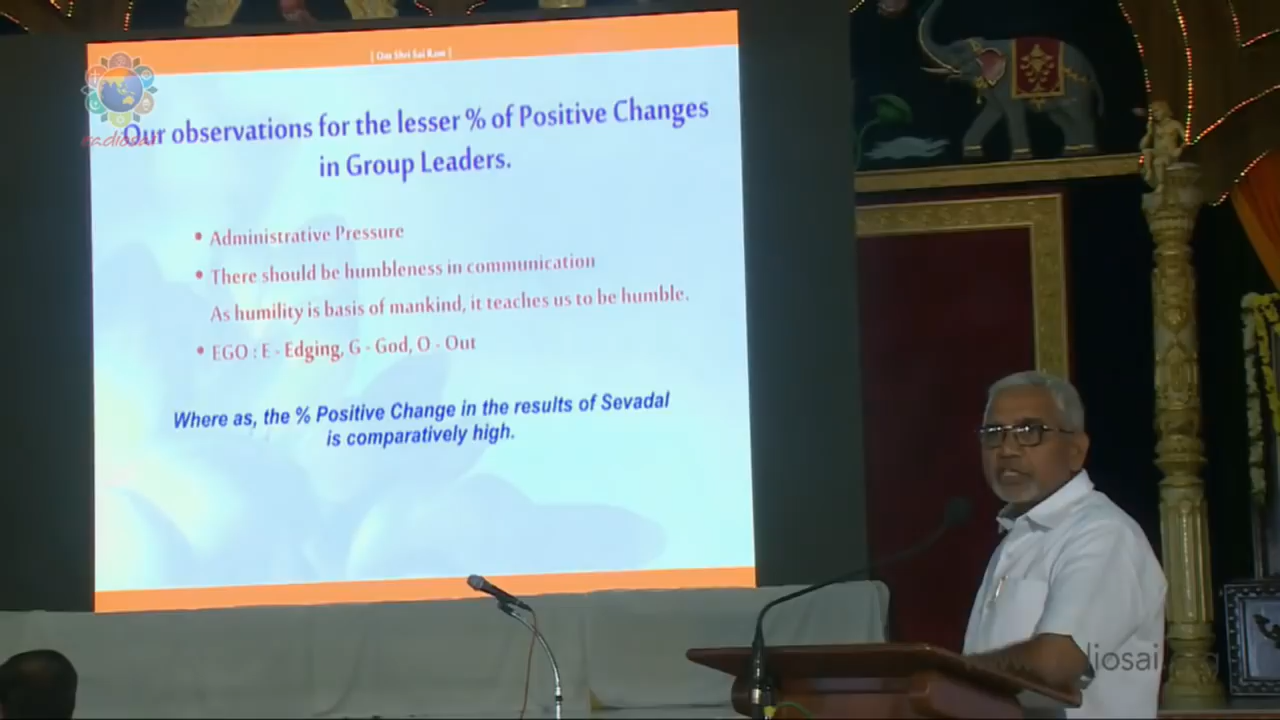 | Om Shri Sai Ram |
Our observations for the lesser % of Positive Changes
in Group Leaders.
• Administrative Pressure
• There should be humbleness in communication
As humility is basis of mankind, it teaches us to be humble.
• EGO : E - Edging, G - God, O - Out
Where as, the % Positive Change in the results of Sevadal
is comparatively high.